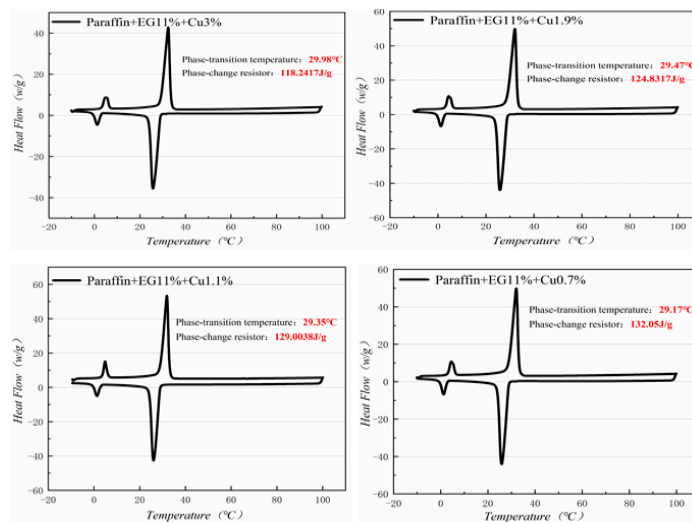 Paraffin+EG11%+Cu3%
Phase-transition temperature：29.98℃
Phase-change resistor：118.2417J/g
40
20
0
−20
−40
Heat Flow（w/g）
−20 0 20 40 60 80 100
Temperature（℃）
Paraffin+EG11%+Cu1.9%
Phase-transition temperature：29.47℃
Phase-change resistor：124.8317J/g
60
40
20
0
−20
−40
−60
Heat Flow（w/g）
−20 0 20 40 60 80 100
Temperature（℃）
Paraffin+EG11%+Cu1.1%
Phase-transition temperature：29.35℃
Phase-change resistor：129.0038J/g
60
40
20
0
−20
−40
−60
Heat Flow（w/g）
−20 0 20 40 60 80 100
Temperature（℃）
Paraffin+EG11%+Cu0.7%
Phase-transition temperature：29.17℃
Phase-change resistor：132.05J/g
60
40
20
0
−20
−40
−60
Heat Flow（w/g）
−20 0 20 40 60 80 100
Temperature（℃）